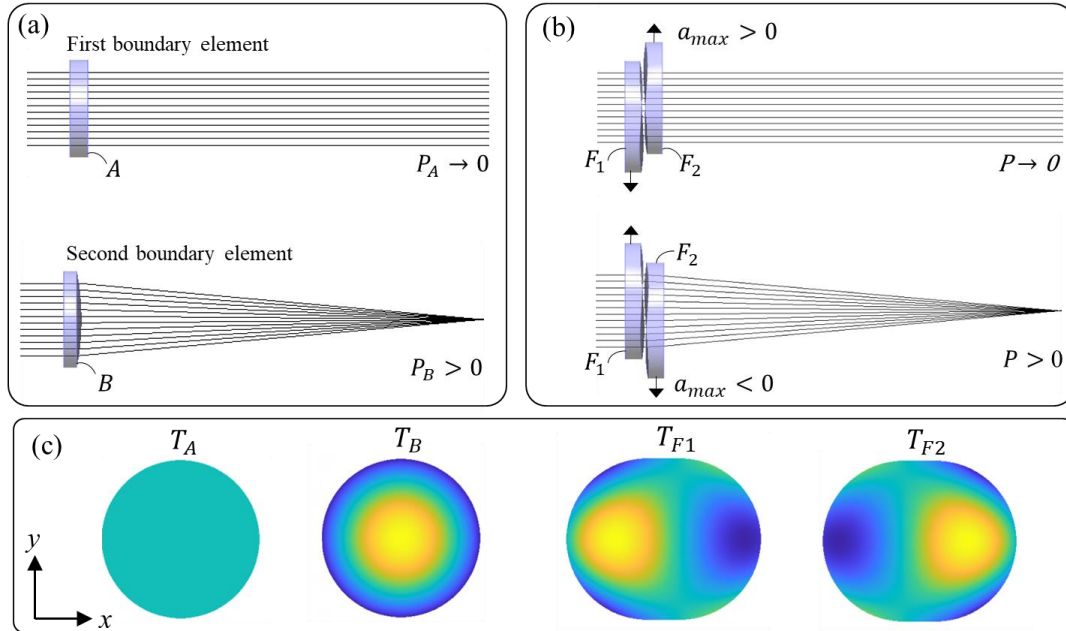 (a)
First boundary element
A
P_A → 0
Second boundary element
B
P_B > 0
(b)
a_max > 0
F_1
F_2
P → 0
F_2
F_1
P > 0
a_max < 0
(c)
T_A
T_B
T_F1
T_F2
y
x